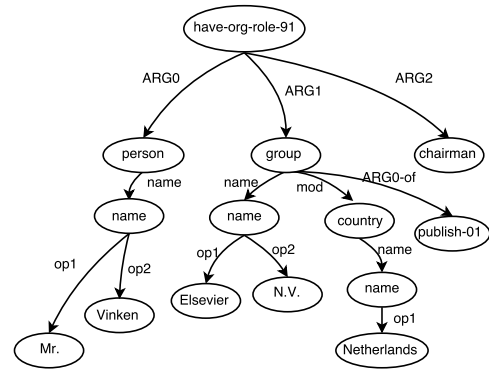 have-org-role-91
ARG0
ARG1
ARG2
person
group
chairman
name
name
mod
ARG0-of
name
name
country
publish-01
op1
op2
op1
op2
name
Elsevier
N.V.
name
Vinken
op1
Mr.
Netherlands